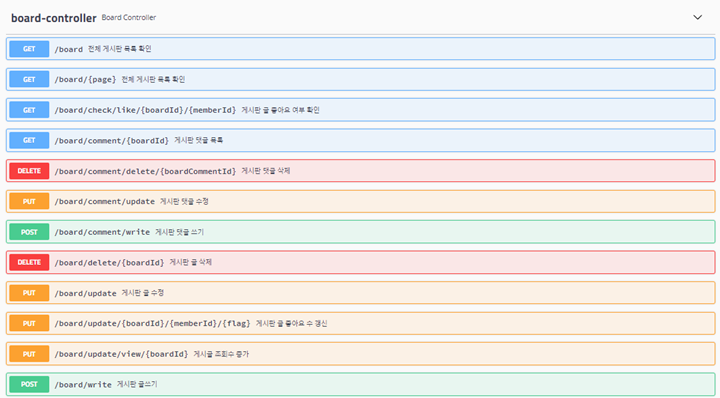 board-controller Board Controller
GET /board 전체 게시판 목록 확인
GET /board/{page} 전체 게시판 목록 확인
GET /board/check/like/{boardId}/{memberId} 게시판 글 좋아요 여부 확인
GET /board/comment/{boardId} 게시판 댓글 목록
DELETE /board/comment/delete/{boardCommentId} 게시판 댓글 삭제
PUT /board/comment/update 게시판 댓글 수정
POST /board/comment/write 게시판 댓글 쓰기
DELETE /board/delete/{boardId} 게시판 글 삭제
PUT /board/update 게시판 글 수정
PUT /board/update/{boardId}/{memberId}/{flag} 게시판 글 좋아요 수 갱신
PUT /board/update/view/{boardId} 게시글 조회수 증가
POST /board/write 게시판 글쓰기